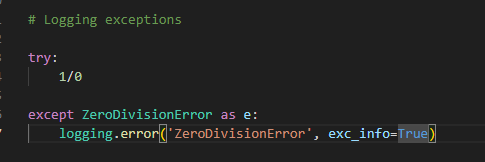 # Logging exceptions
try:
    1/0
except ZeroDivisionError as e:
    logging.error('ZeroDivisionError', exc_info=True)